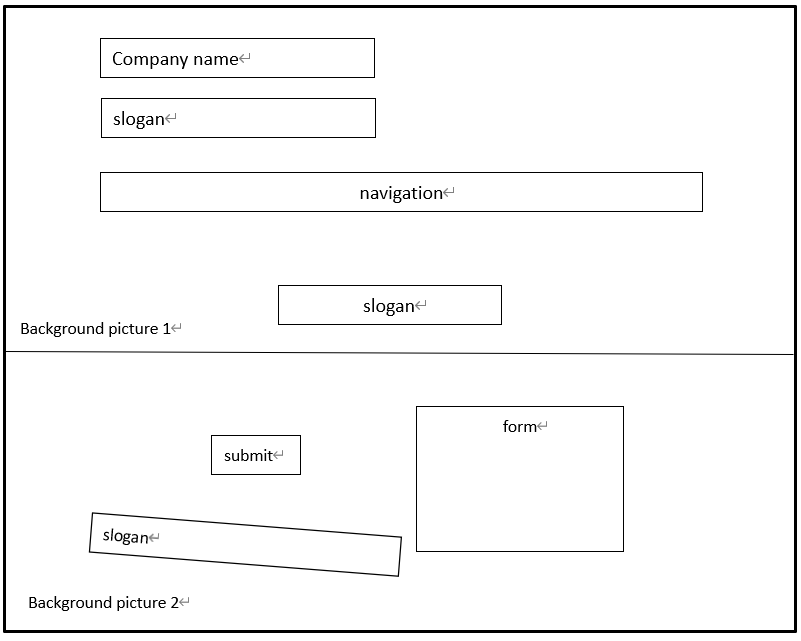 Company name
slogan
navigation
slogan
Background picture 1
form
submit
slogan
Background picture 2